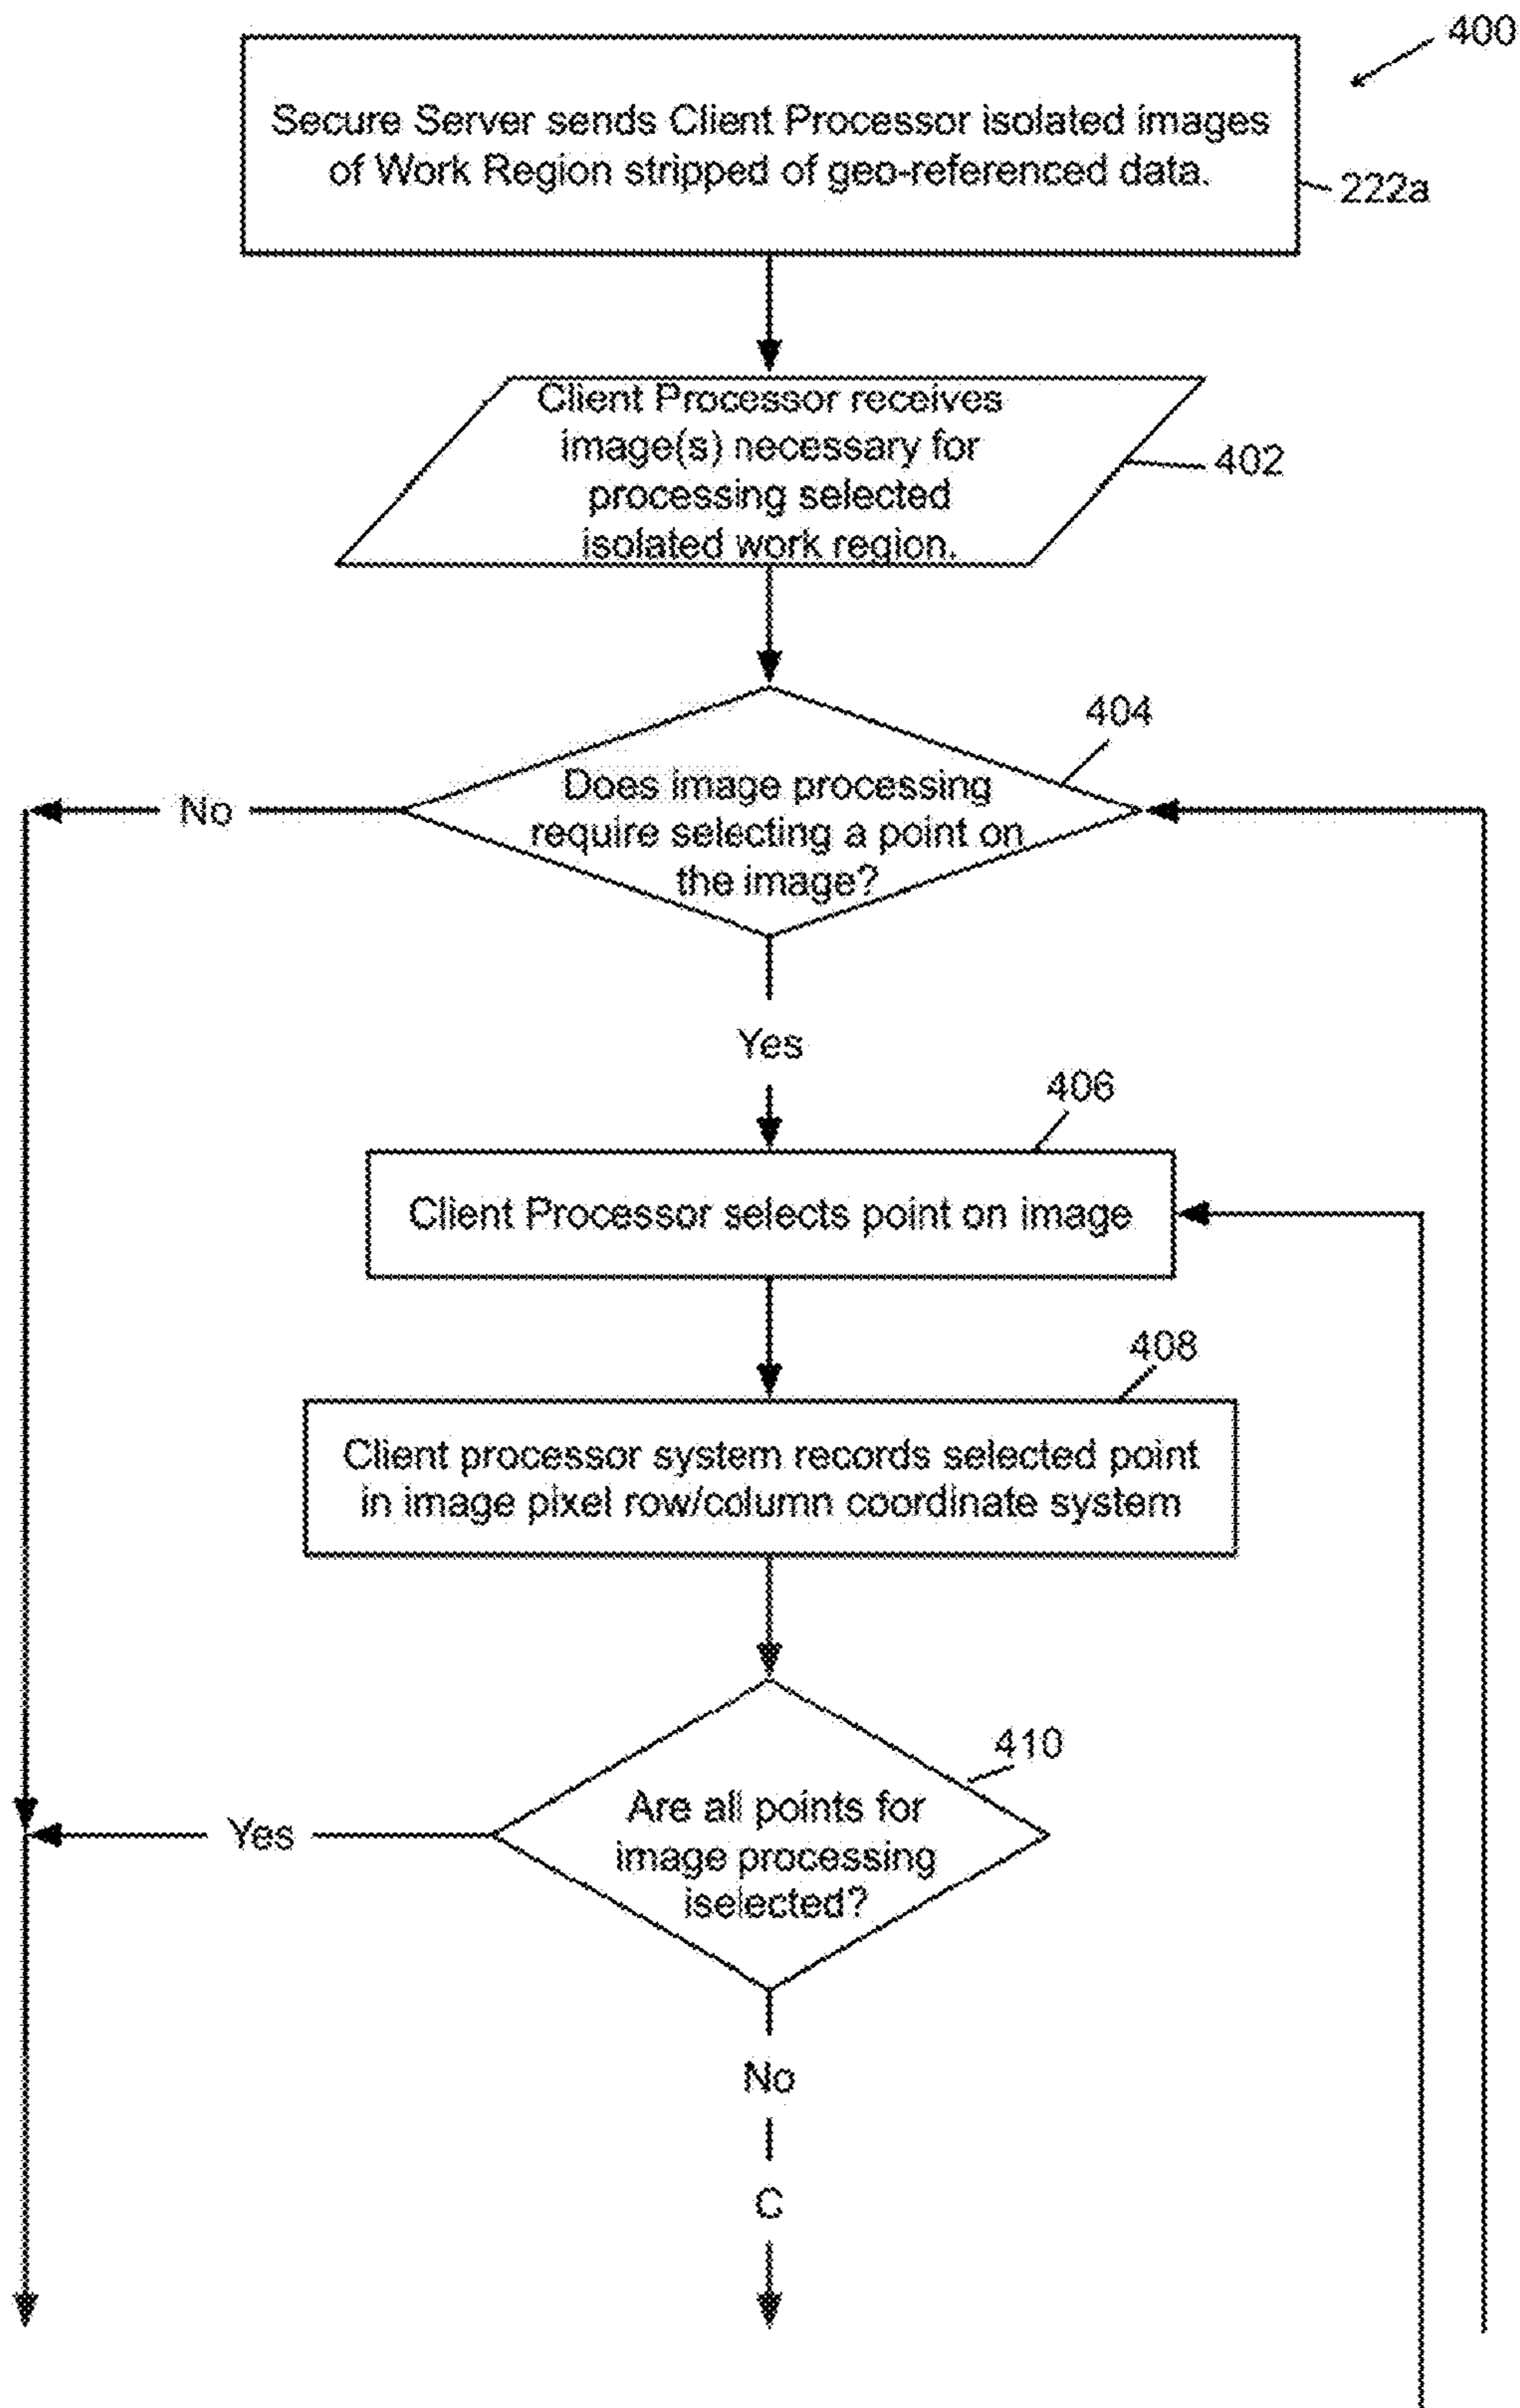 400
Secure Server sends Client Processor isolated images
of Work Region stripped of geo-referenced data.
222a
Client Processor receives
image(s) necessary for
processing selected
isolated work region.
402
404
Does image processing
require selecting a point on
the image?
No
Yes
406
Client Processor selects point on image
408
Client processor system records selected point
in image pixel row/column coordinate system
410
Are all points for
image processing
iselected?
Yes
No
C